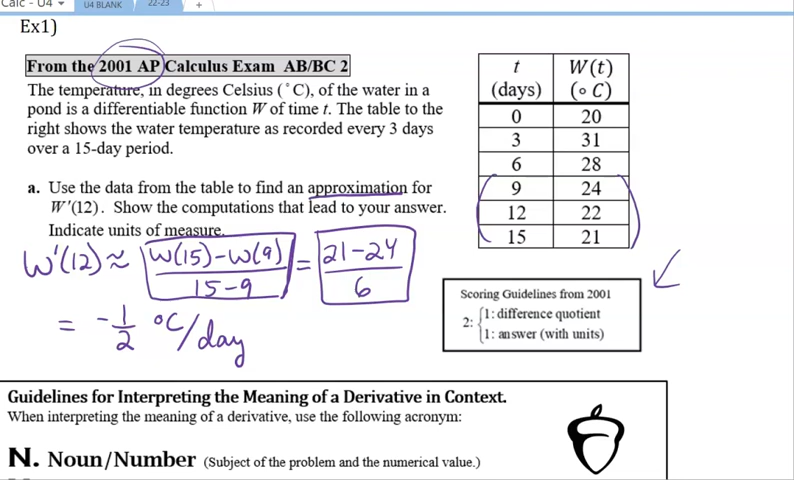 Calc - U4 U4 BLANK 22-23 +
Ex1)
From the 2001 AP Calculus Exam AB/BC 2
The temperature, in degrees Celsius (°C), of the water in a
pond is a differentiable function W of time t. The table to the
right shows the water temperature as recorded every 3 days
over a 15-day period.
t W(t)
(days) (∘ C)
0 20
3 31
6 28
9 24
12 22
15 21
a. Use the data from the table to find an approximation for
W'(12). Show the computations that lead to your answer.
Indicate units of measure.
W'(12) ≈ W(15)-W(9) / 15-9 = 21-24 / 6
= -1/2 °C/day
Scoring Guidelines from 2001
2: { 1: difference quotient
1: answer (with units)
Guidelines for Interpreting the Meaning of a Derivative in Context.
When interpreting the meaning of a derivative, use the following acronym:
N. Noun/Number (Subject of the problem and the numerical value.)